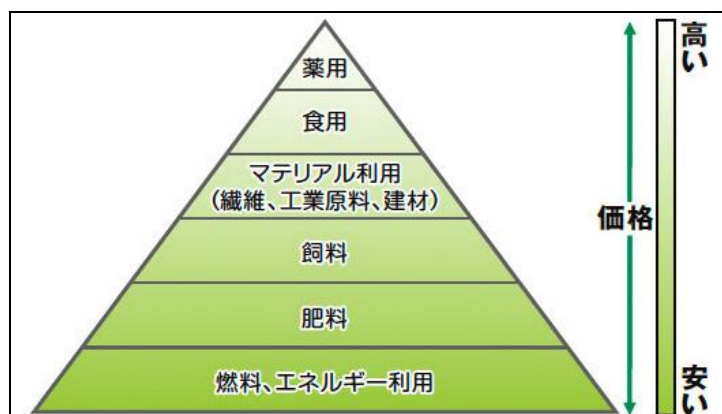 薬用
食用
マテリアル利用
（繊維、工業原料、建材）
飼料
肥料
燃料、エネルギー利用
高い
価格
安い